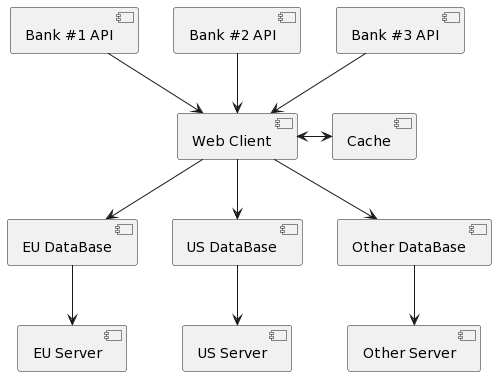 Bank #1 API
Bank #2 API
Bank #3 API
Web Client
Cache
EU DataBase
US DataBase
Other DataBase
EU Server
US Server
Other Server